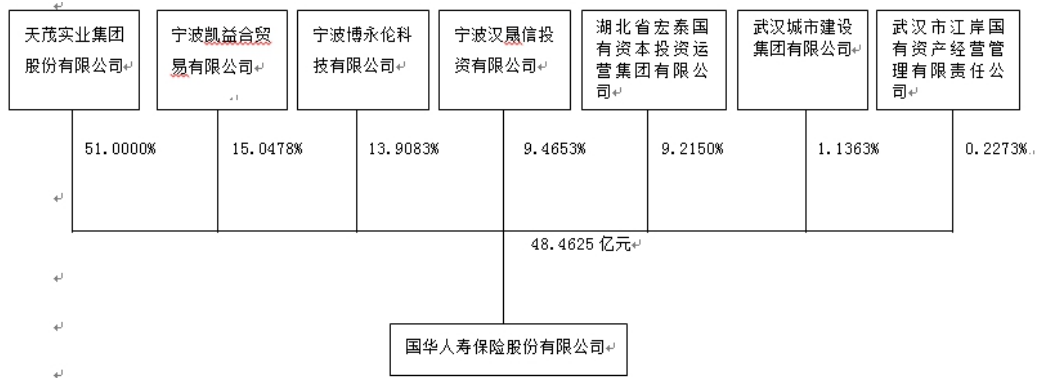 天茂实业集团
股份有限公司
宁波凯益合贸
易有限公司
宁波博永伦科
技有限公司
宁波汉晟信投
资有限公司
湖北省宏泰国
有资本投资运
营集团有限公
司
武汉城市建设
集团有限公司
武汉市江岸国
有资产经营管
理有限责任公
司
51.0000%
15.0478%
13.9083%
9.4653%
9.2150%
1.1363%
0.2273%
48.4625 亿元
国华人寿保险股份有限公司